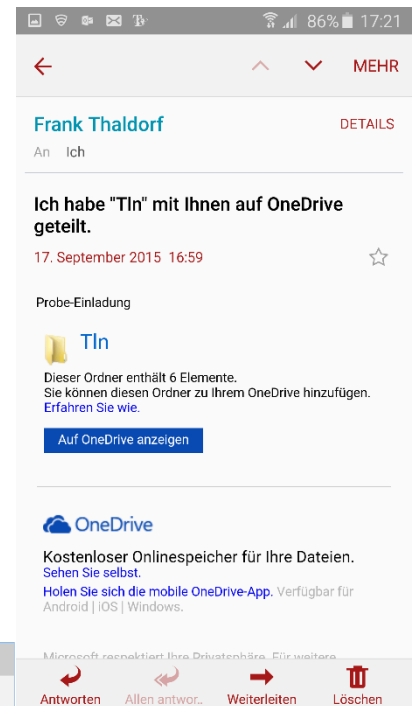 86% 17:21
MEHR
Frank Thaldorf DETAILS
An Ich
Ich habe "Tln" mit Ihnen auf OneDrive
geteilt.
17. September 2015 16:59
Probe-Einladung
Tln
Dieser Ordner enthält 6 Elemente.
Sie können diesen Ordner zu Ihrem OneDrive hinzufügen.
Erfahren Sie wie.
Auf OneDrive anzeigen
OneDrive
Kostenloser Onlinespeicher für Ihre Dateien.
Sehen Sie selbst.
Holen Sie sich die mobile OneDrive-App. Verfügbar für
Android | iOS | Windows.
Microsoft respektiert Ihre Privatsphäre. Für weitere
Antworten Allen antwor.. Weiterleiten Löschen